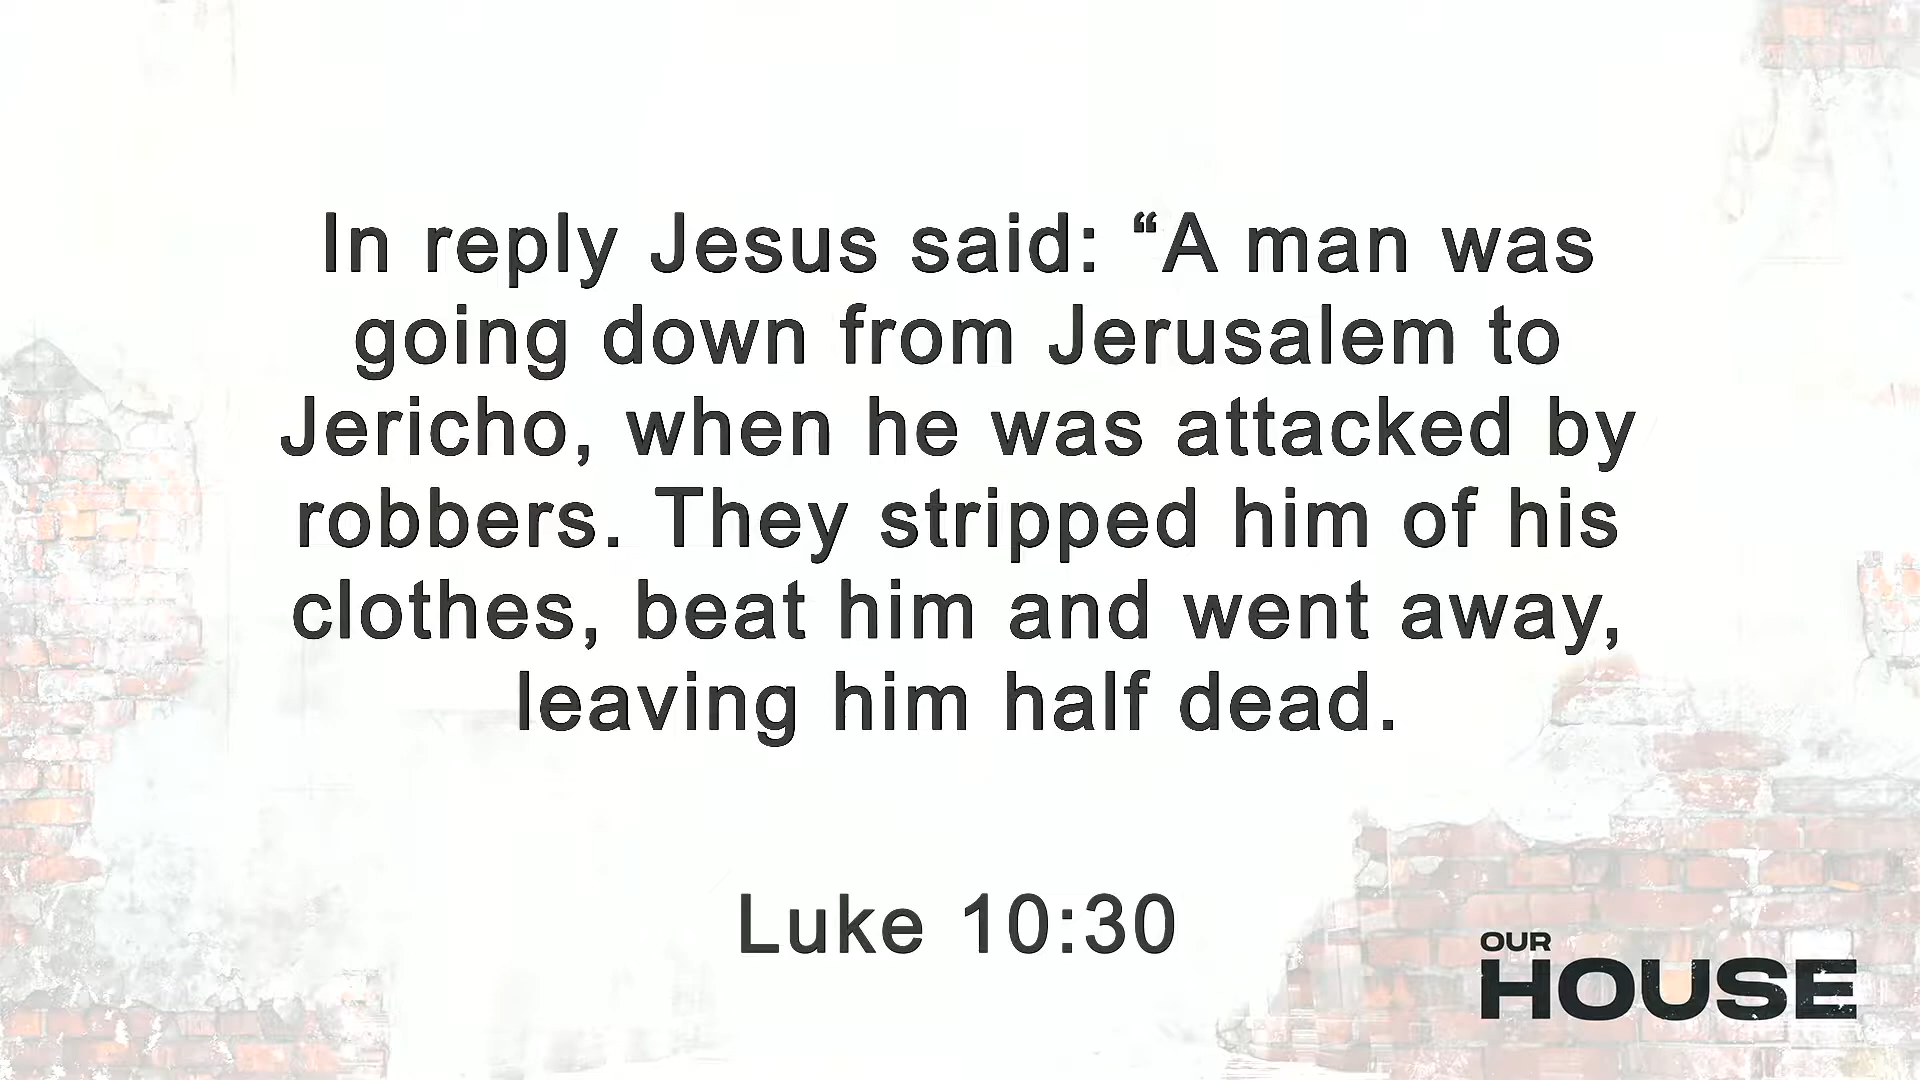 In reply Jesus said: “A man was
going down from Jerusalem to
Jericho, when he was attacked by
robbers. They stripped him of his
clothes, beat him and went away,
leaving him half dead.
Luke 10:30
OUR
HOUSE